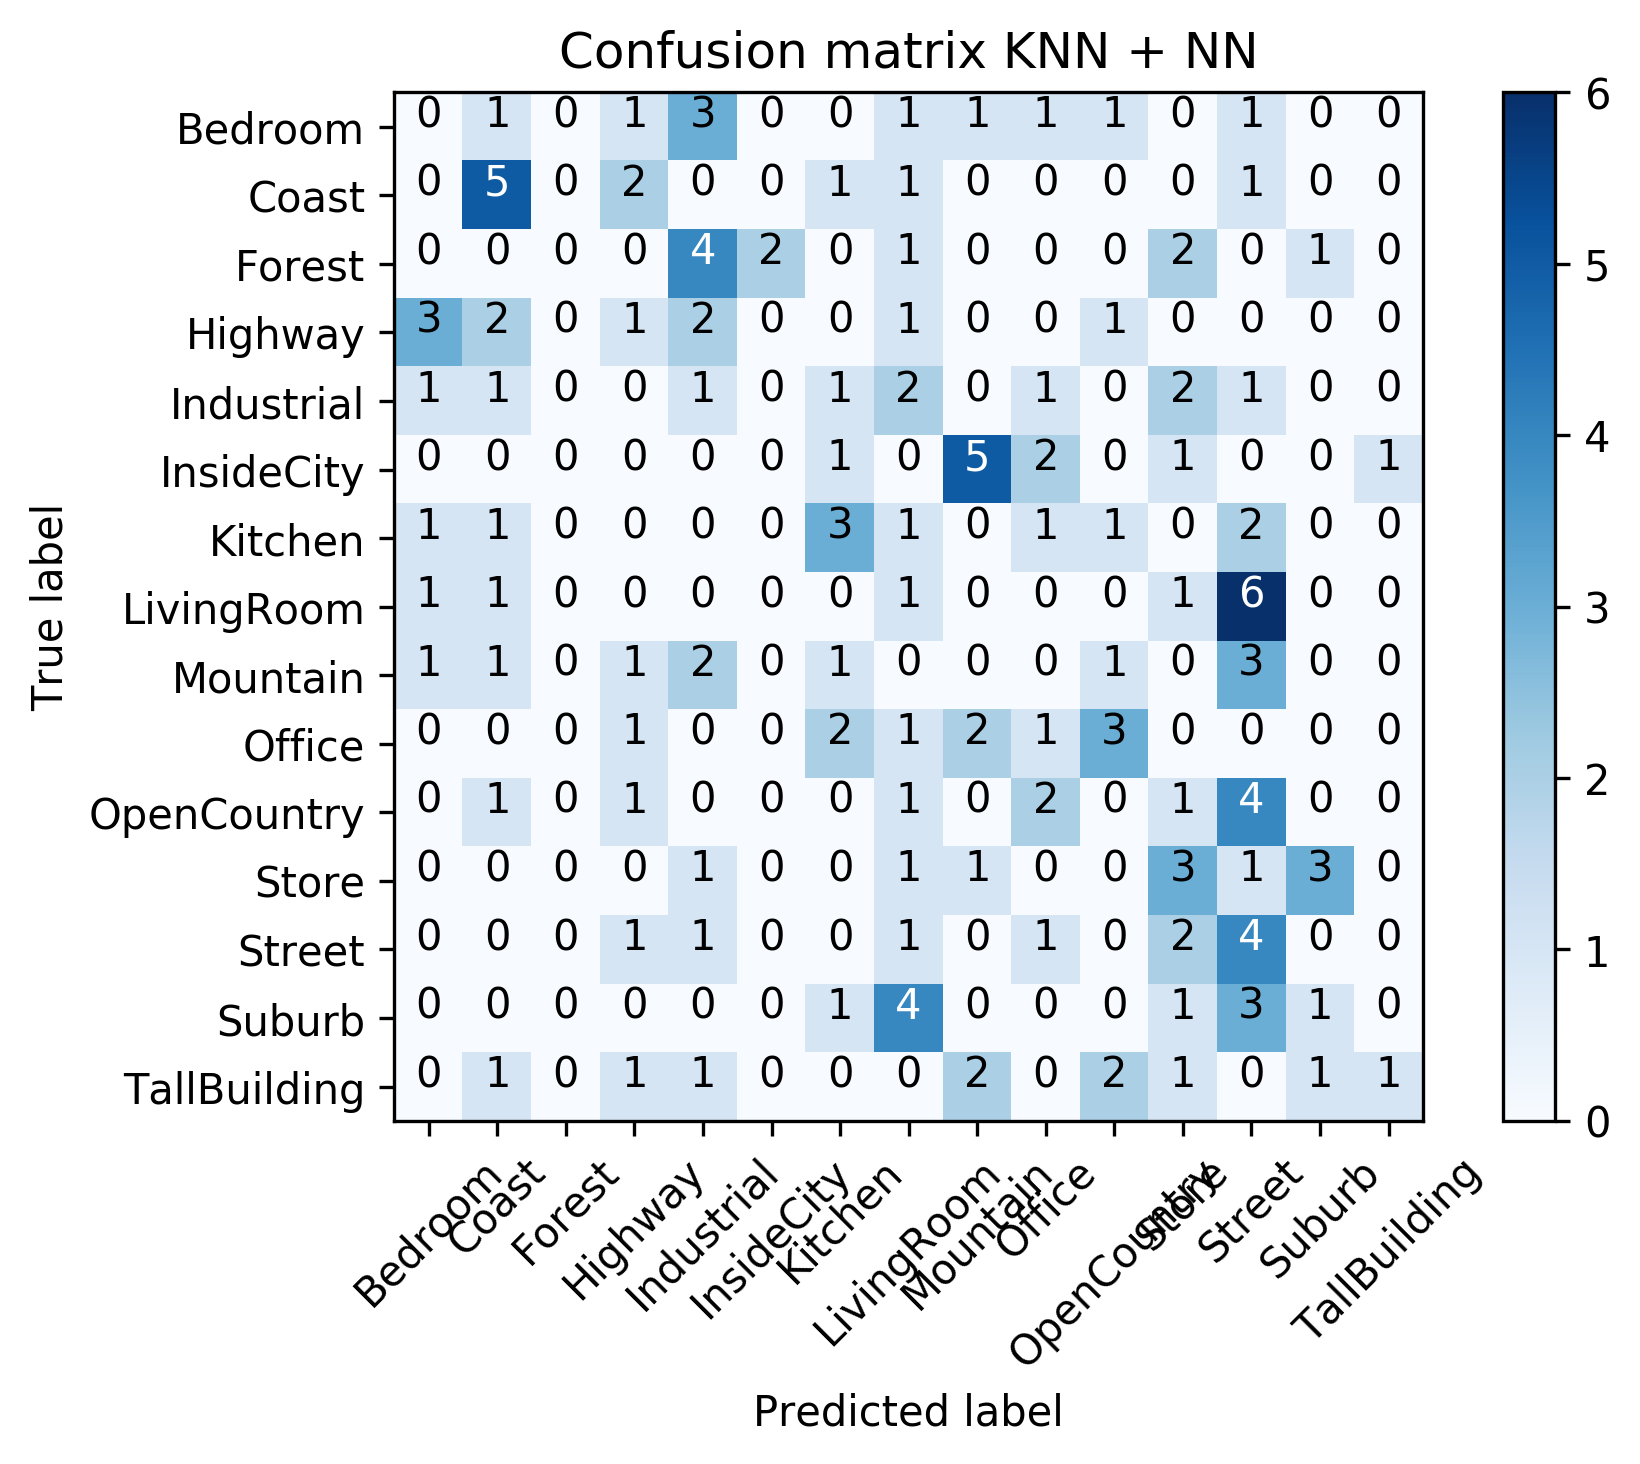 Confusion matrix KNN + NN
Bedroom 0 1 0 1 3 0 0 1 1 1 1 0 1 0 0
Coast 0 5 0 2 0 0 1 1 0 0 0 0 1 0 0
Forest 0 0 0 0 4 2 0 1 0 0 0 2 0 1 0
Highway 3 2 0 1 2 0 0 1 0 0 1 0 0 0 0
Industrial 1 1 0 0 1 0 1 2 0 1 0 2 1 0 0
InsideCity 0 0 0 0 0 0 1 0 5 2 0 1 0 0 1
Kitchen 1 1 0 0 0 0 3 1 0 1 1 0 2 0 0
LivingRoom 1 1 0 0 0 0 0 1 0 0 0 1 6 0 0
Mountain 1 1 0 1 2 0 1 0 0 0 1 0 3 0 0
Office 0 0 0 1 0 0 2 1 2 1 3 0 0 0 0
OpenCountry 0 1 0 1 0 0 0 1 0 2 0 1 4 0 0
Store 0 0 0 0 1 0 0 1 1 0 0 3 1 3 0
Street 0 0 0 1 1 0 0 1 0 1 0 2 4 0 0
Suburb 0 0 0 0 0 0 1 4 0 0 0 1 3 1 0
TallBuilding 0 1 0 1 1 0 0 0 2 0 2 1 0 1 1
True label
Bedroom
Coast
Forest
Highway
Industrial
InsideCity
Kitchen
LivingRoom
Mountain
Office
OpenCountry
Store
Street
Suburb
TallBuilding
Predicted label
6
5
4
3
2
1
0